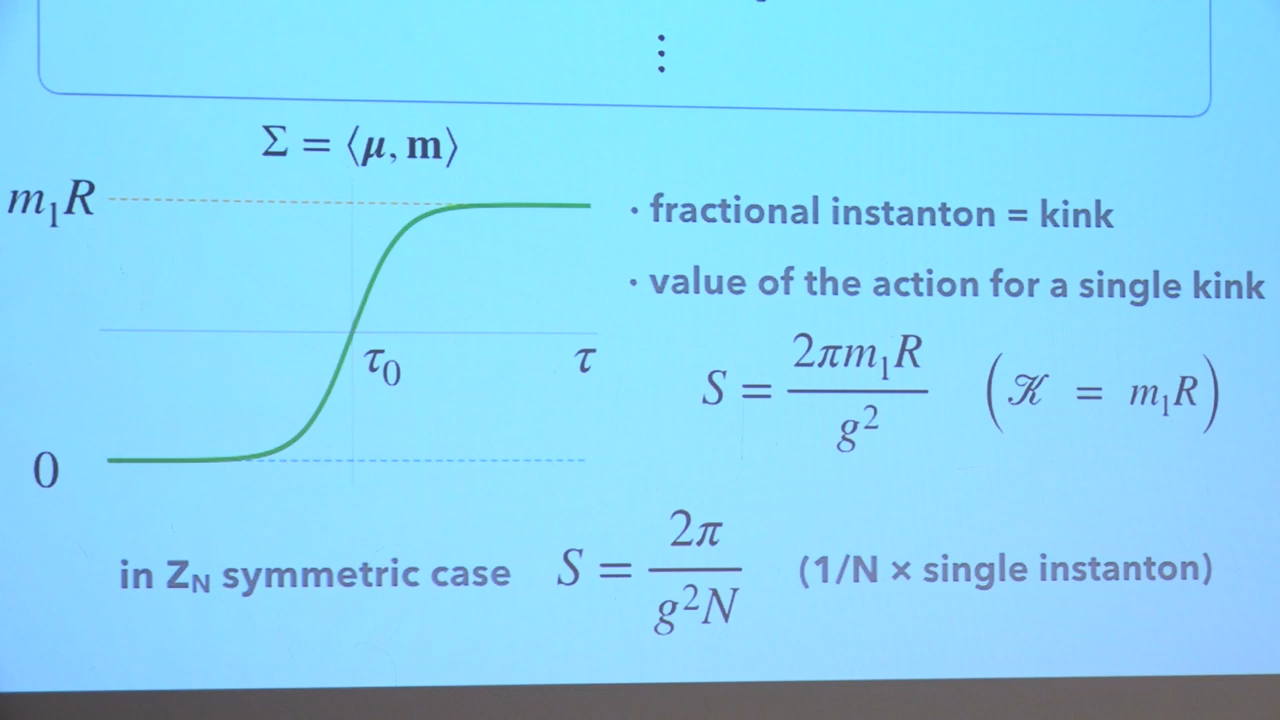 ⋮
Σ = ⟨μ, m⟩
m₁R
· fractional instanton = kink
· value of the action for a single kink
τ₀
τ
S = 2πm₁R / g² (𝒦 = m₁R)
0
in Z_N symmetric case S = 2π / g²N (1/N × single instanton)